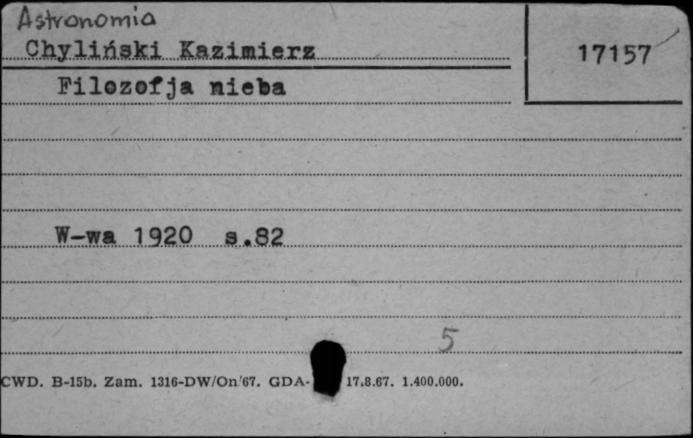 Astronomia
Chyliński Kazimierz
17157
Filozofja nieba
W-wa 1920 s.82
5
CWD. B-15b. Zam. 1316-DW/On/67. GDA- 17.8.67. 1.400.000.